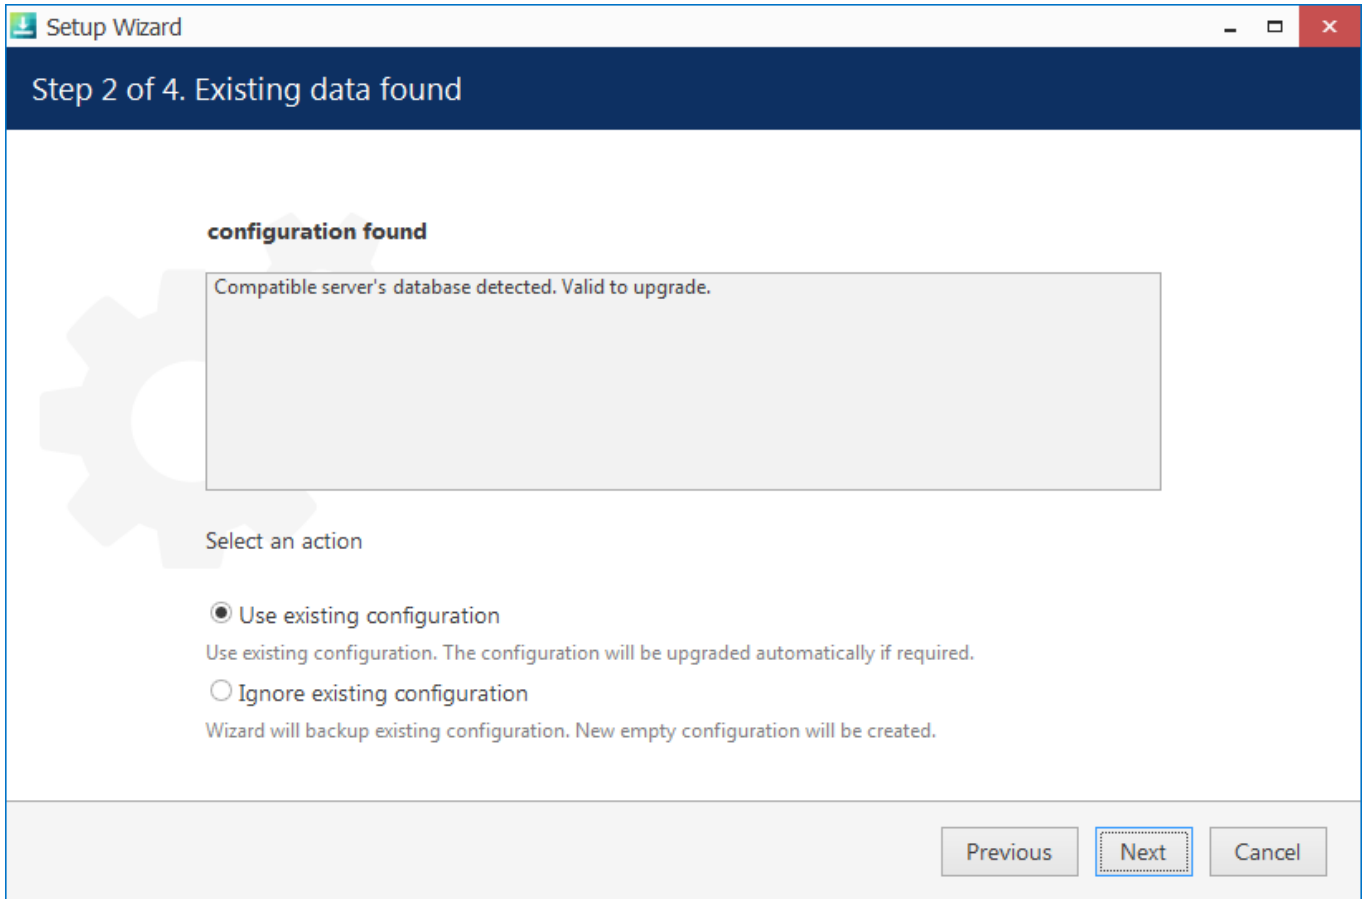 Setup Wizard
Step 2 of 4. Existing data found
configuration found
Compatible server's database detected. Valid to upgrade.
Select an action
Use existing configuration
Use existing configuration. The configuration will be upgraded automatically if required.
Ignore existing configuration
Wizard will backup existing configuration. New empty configuration will be created.
Previous Next Cancel